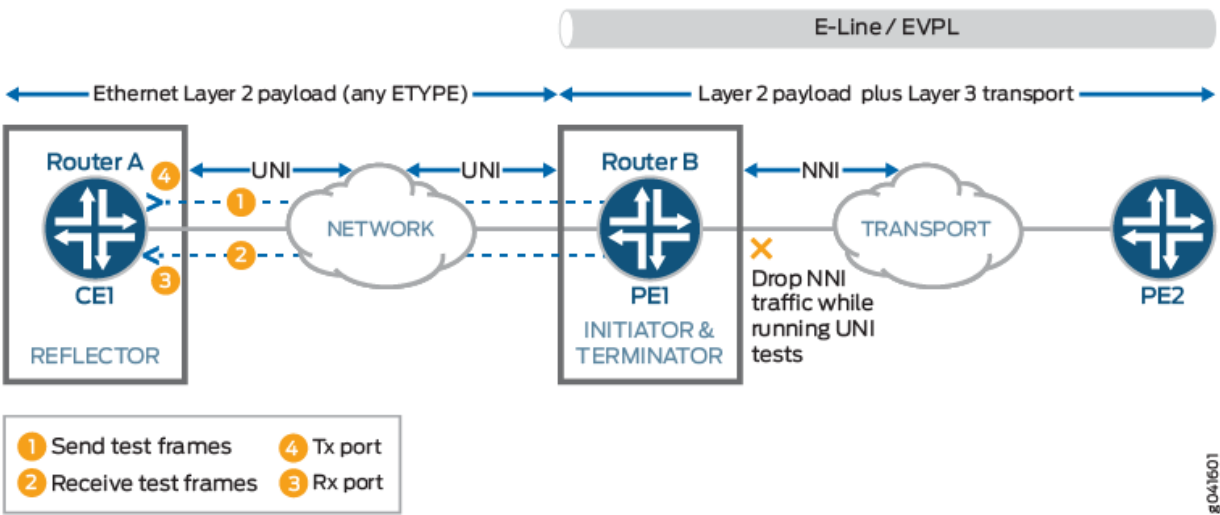 E-Line / EVPL
Ethernet Layer 2 payload (any ETYPE)
Layer 2 payload plus Layer 3 transport
Router A
4
UNI
UNI
Router B
NNI
1
NETWORK
TRANSPORT
2
3
CE1
PE1
PE2
Drop NNI
traffic while
running UNI
tests
REFLECTOR
INITIATOR &
TERMINATOR
1 Send test frames
4 Tx port
2 Receive test frames
3 Rx port
g041601